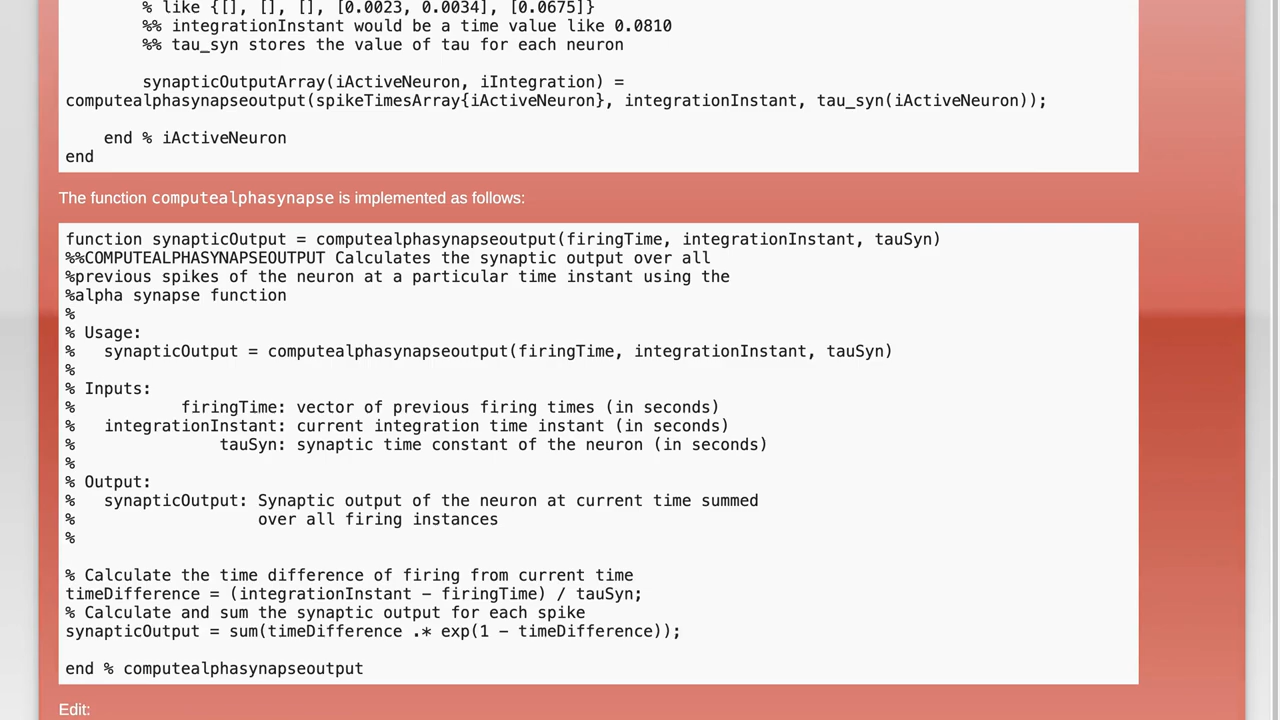 % like {[], [], [], [0.0023, 0.0034], [0.0675]}
%% integrationInstant would be a time value like 0.0810
%% tau_syn stores the value of tau for each neuron
synapticOutputArray(iActiveNeuron, iIntegration) =
computealphasynapseoutput(spikeTimesArray{iActiveNeuron}, integrationInstant, tau_syn(iActiveNeuron));
end % iActiveNeuron
end
The function computealphasynapse is implemented as follows:
function synapticOutput = computealphasynapseoutput(firingTime, integrationInstant, tauSyn)
%%COMPUTEALPHASYNAPSEOUTPUT Calculates the synaptic output over all
%previous spikes of the neuron at a particular time instant using the
%alpha synapse function
%
% Usage:
%   synapticOutput = computealphasynapseoutput(firingTime, integrationInstant, tauSyn)
%
% Inputs:
%           firingTime: vector of previous firing times (in seconds)
%   integrationInstant: current integration time instant (in seconds)
%               tauSyn: synaptic time constant of the neuron (in seconds)
%
% Output:
%   synapticOutput: Synaptic output of the neuron at current time summed
%                   over all firing instances
%
% Calculate the time difference of firing from current time
timeDifference = (integrationInstant - firingTime) / tauSyn;
% Calculate and sum the synaptic output for each spike
synapticOutput = sum(timeDifference .* exp(1 - timeDifference));
end % computealphasynapseoutput
Edit: